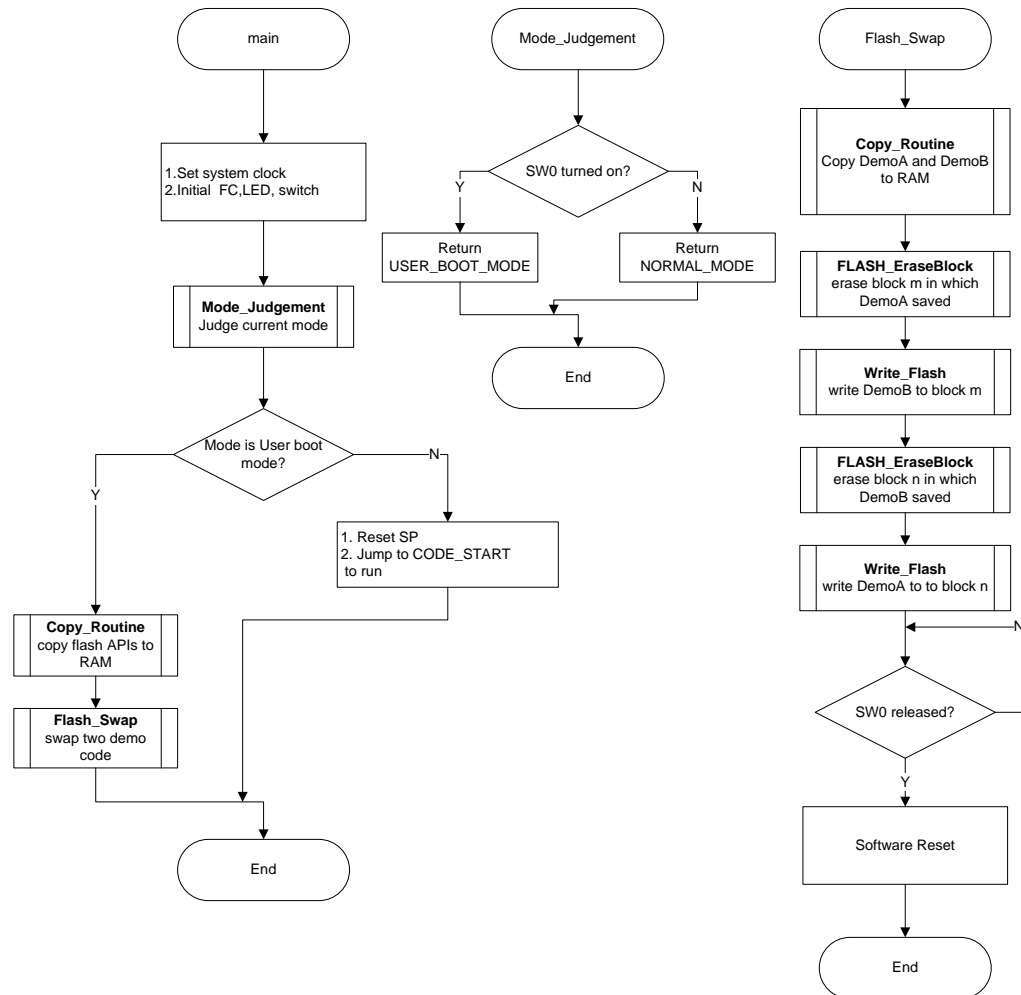 main
1.Set system clock
2.Initial  FC,LED, switch
Mode_Judgement
Judge current mode
Mode is User boot
mode?
Y
N
1. Reset SP
2. Jump to CODE_START
to run
Copy_Routine
copy flash APIs to
RAM
Flash_Swap
swap two demo
code
End
Mode_Judgement
SW0 turned on?
Y
N
Return
USER_BOOT_MODE
Return
NORMAL_MODE
End
Flash_Swap
Copy_Routine
Copy DemoA and DemoB
to RAM
FLASH_EraseBlock
erase block m in which
DemoA saved
Write_Flash
write DemoB to block m
FLASH_EraseBlock
erase block n in which
DemoB saved
Write_Flash
write DemoA to to block n
N
SW0 released?
Y
Software Reset
End